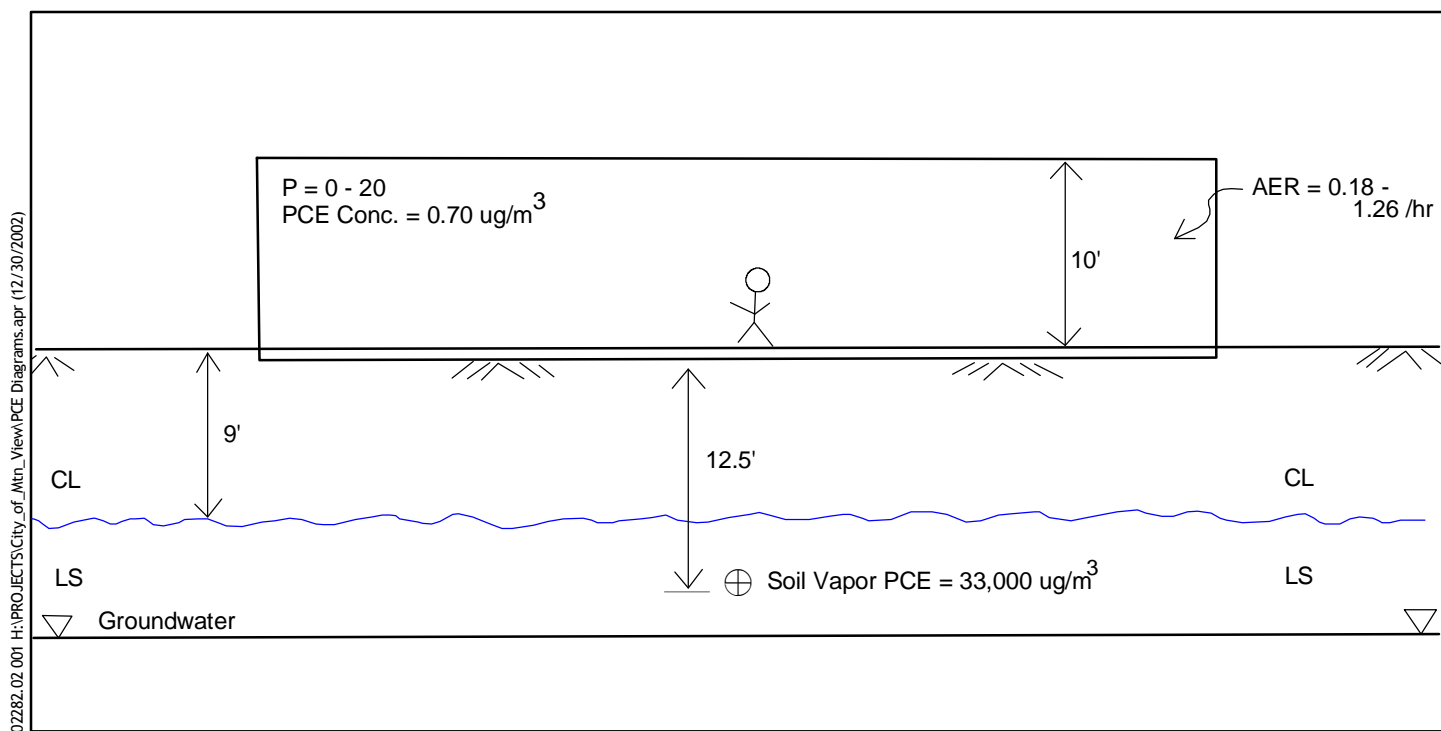 P = 0 - 20
PCE Conc. = 0.70 ug/m3
AER = 0.18 -
1.26 /hr
10'
9'
12.5'
CL
CL
LS
Soil Vapor PCE = 33,000 ug/m3
LS
Groundwater
02282.02 001 H:\PROJECTS\City_of_Mtn_View\PCE Diagrams.apr (12/30/2002)